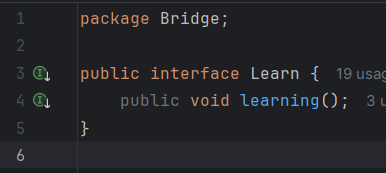 1 package Bridge;
2
3 public interface Learn { 19 usag
4 public void learning(); 3 u
5 }
6